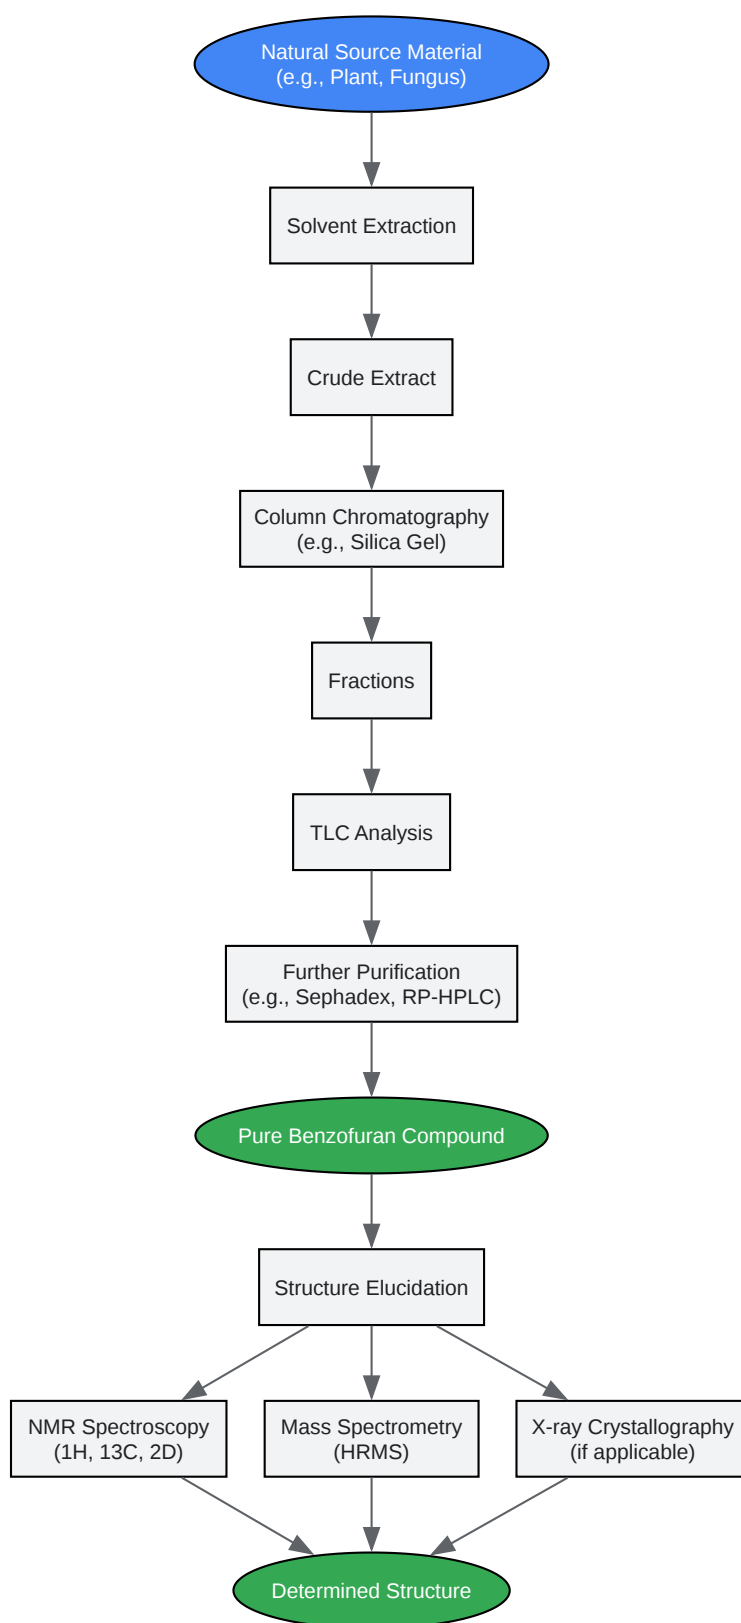 Natural Source Material
(e.g., Plant, Fungus)
Solvent Extraction
Crude Extract
Column Chromatography
(e.g., Silica Gel)
Fractions
TLC Analysis
Further Purification
(e.g., Sephadex, RP-HPLC)
Pure Benzofuran Compound
Structure Elucidation
NMR Spectroscopy
(1H, 13C, 2D)
Mass Spectrometry
(HRMS)
X-ray Crystallography
(if applicable)
Determined Structure